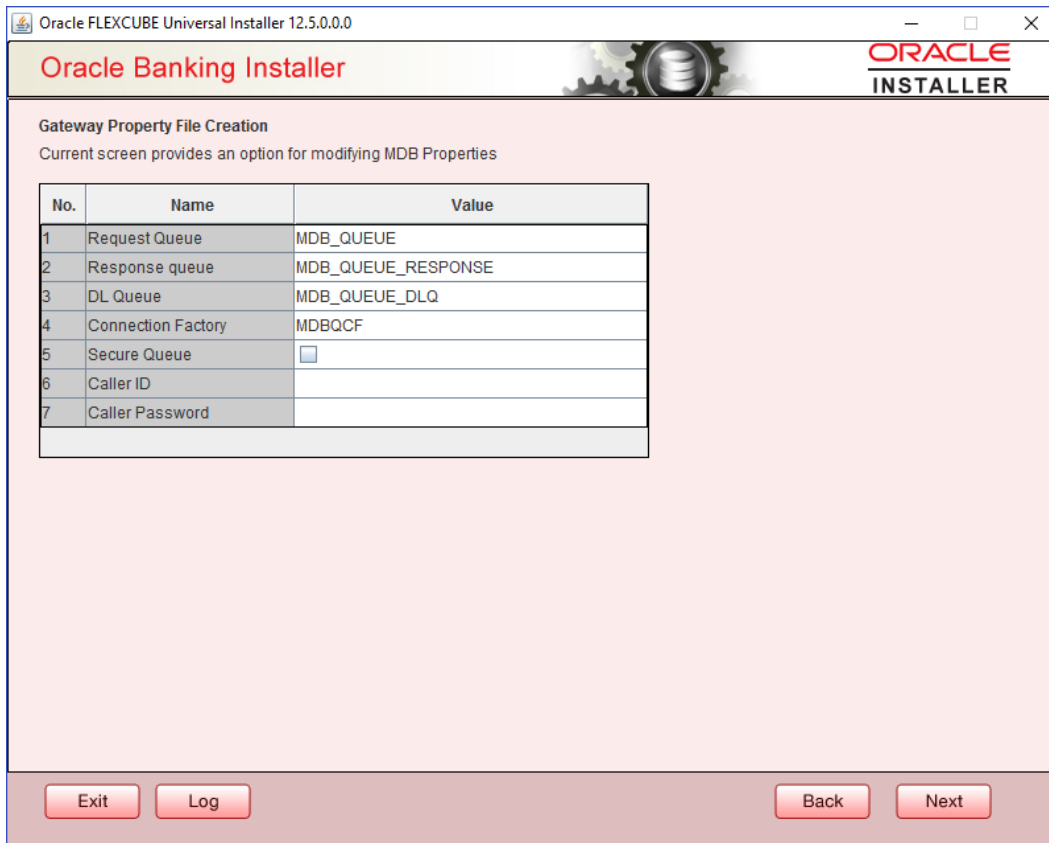 Oracle FLEXCUBE Universal Installer 12.5.0.0.0
Oracle Banking Installer
ORACLE
INSTALLER
Gateway Property File Creation
Current screen provides an option for modifying MDB Properties
No. Name Value
1 Request Queue MDB_QUEUE
2 Response queue MDB_QUEUE_RESPONSE
3 DL Queue MDB_QUEUE_DLQ
4 Connection Factory MDBQCF
5 Secure Queue
6 Caller ID
7 Caller Password
Exit Log Back Next